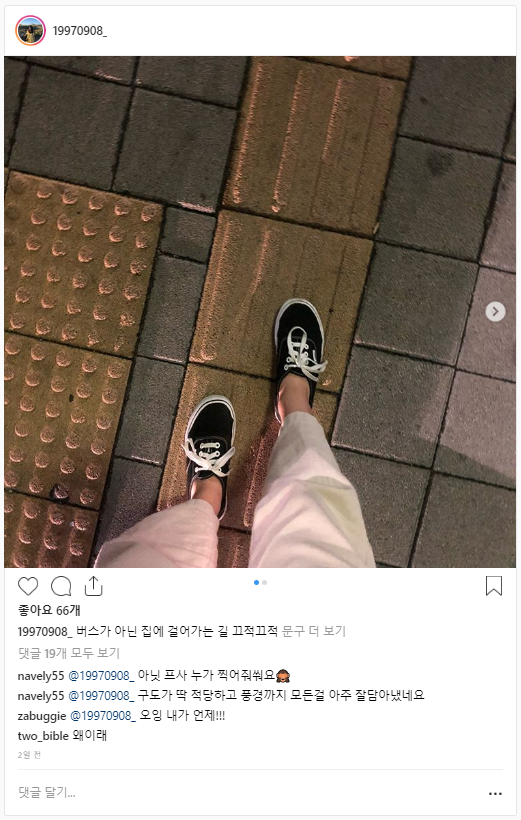 19970908_
좋아요 66개
19970908_ 버스가 아닌 집에 걸어가는 길 끄적끄적 문구 더 보기
댓글 19개 모두 보기
navely55 @19970908_ 아닛 프사 누가 찍어줘쒀요🙈
navely55 @19970908_ 구도가 딱 적당하고 풍경까지 모든걸 아주 잘담아냈네요
zabuggie @19970908_ 오잉 내가 언제!!!
two_bible 왜이래
2일 전
댓글 달기...